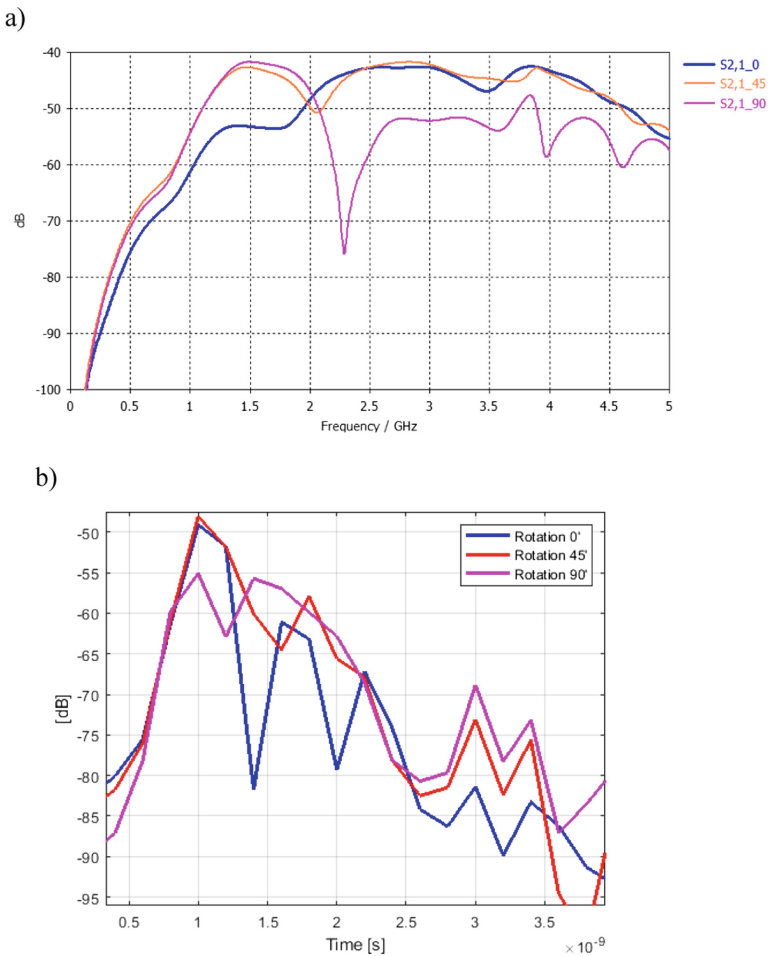 a)
-40
-50
-60
-70
-80
-90
-100
dB
0 0.5 1 1.5 2 2.5 3 3.5 4 4.5 5
Frequency / GHz
S2,1_0
S2,1_45
S2,1_90
b)
-50
-55
-60
-65
-70
-75
-80
-85
-90
-95
[dB]
Rotation 0'
Rotation 45'
Rotation 90'
0.5 1 1.5 2 2.5 3 3.5
Time [s]
× 10⁻⁹